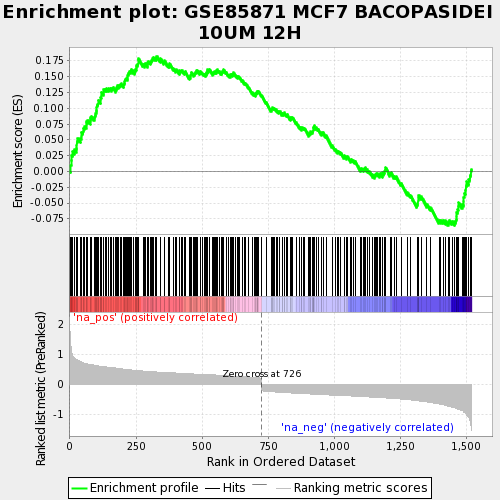 Enrichment plot: GSE85871 MCF7 BACOPASIDEI
10UM 12H
Enrichment score (ES)
0.175
0.150
0.125
0.100
0.075
0.050
0.025
0.000
-0.025
-0.050
-0.075
'na_pos' (positively correlated)
Ranked list metric (PreRanked)
2
1
0
-1
Zero cross at 726
'na_neg' (negatively correlated)
0
250
500
750
1,000
1,250
1,500
Rank in Ordered Dataset
Enrichment profile
Hits
Ranking metric scores